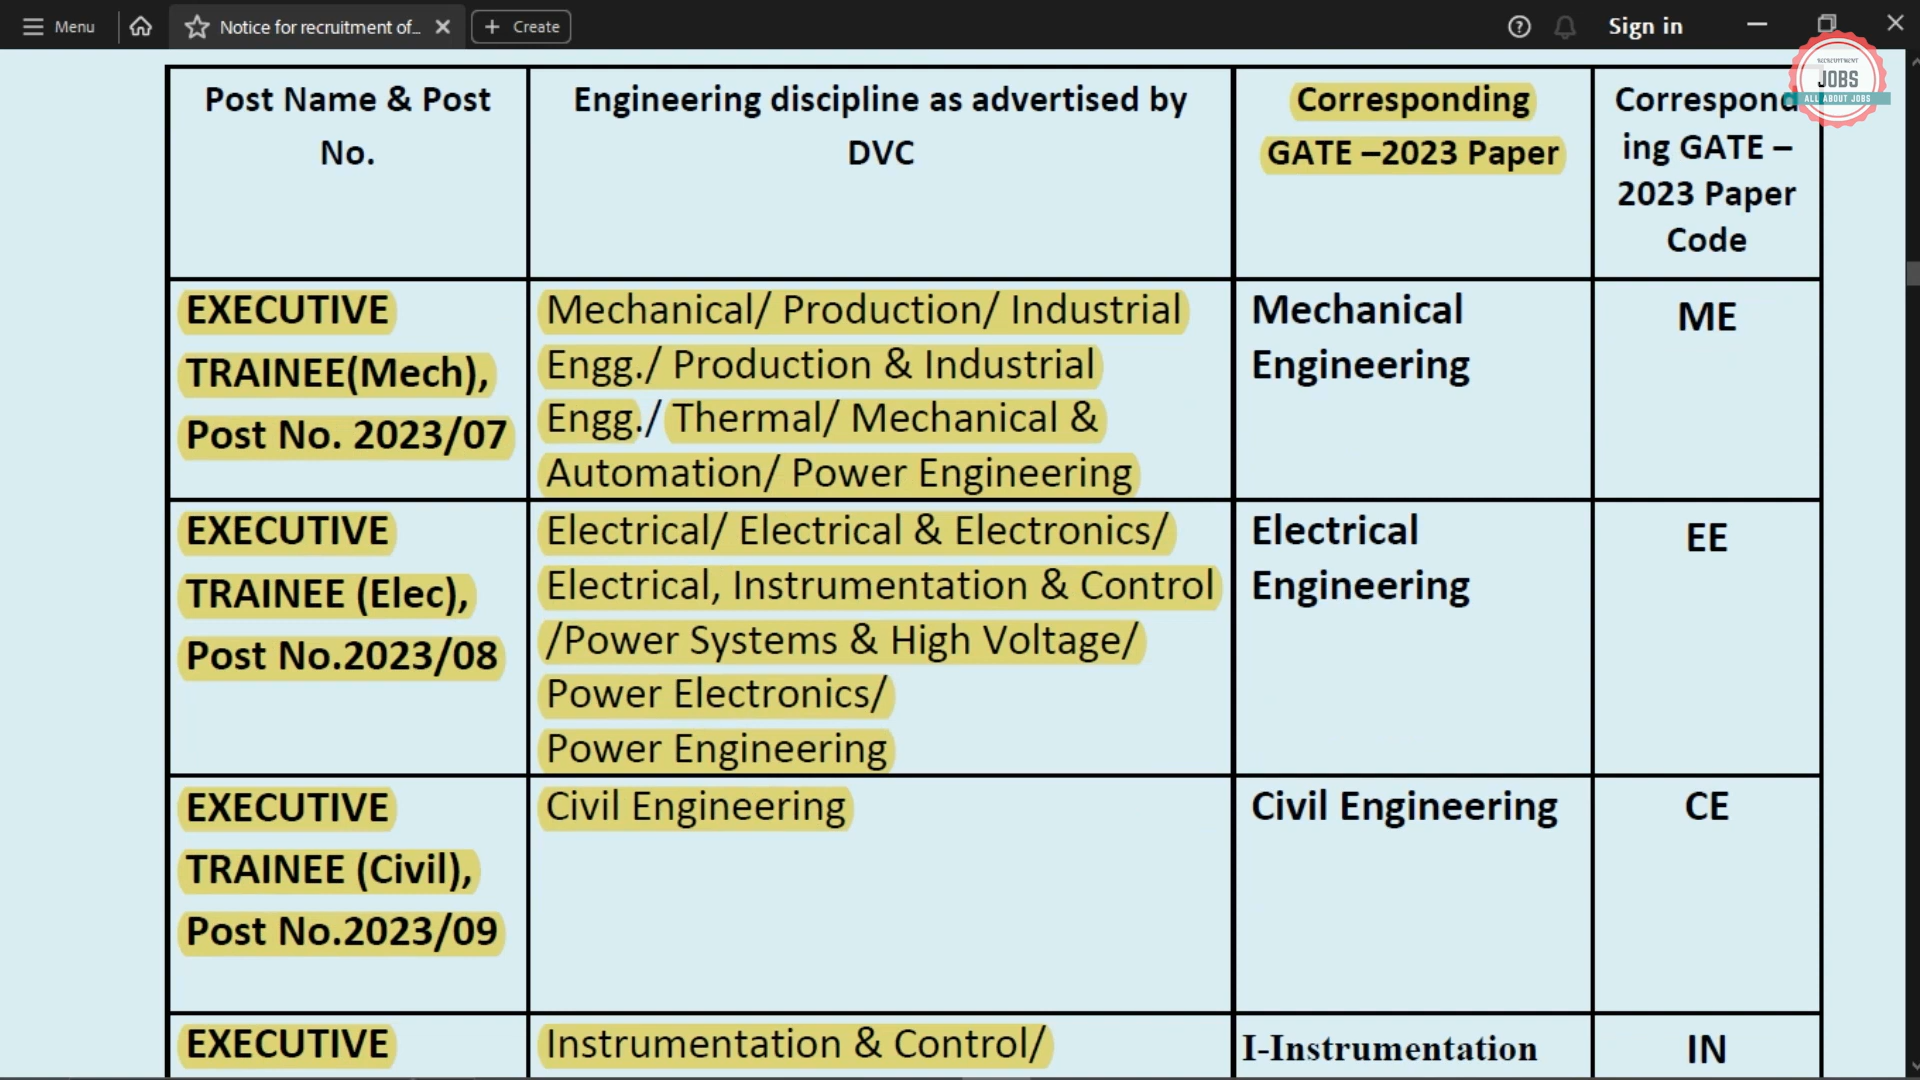 Menu
Notice for recruitment of...
Create
Sign in
RECRUITMENT
JOBS
ALL ABOUT JOBS
Post Name & Post
No.
Engineering discipline as advertised by
DVC
Corresponding
GATE –2023 Paper
Correspond
ing GATE –
2023 Paper
Code
EXECUTIVE
TRAINEE(Mech),
Post No. 2023/07
Mechanical/ Production/ Industrial
Engg./ Production & Industrial
Engg./ Thermal/ Mechanical &
Automation/ Power Engineering
Mechanical
Engineering
ME
EXECUTIVE
TRAINEE (Elec),
Post No.2023/08
Electrical/ Electrical & Electronics/
Electrical, Instrumentation & Control
/Power Systems & High Voltage/
Power Electronics/
Power Engineering
Electrical
Engineering
EE
EXECUTIVE
TRAINEE (Civil),
Post No.2023/09
Civil Engineering
Civil Engineering
CE
EXECUTIVE
Instrumentation & Control/
I-Instrumentation
IN